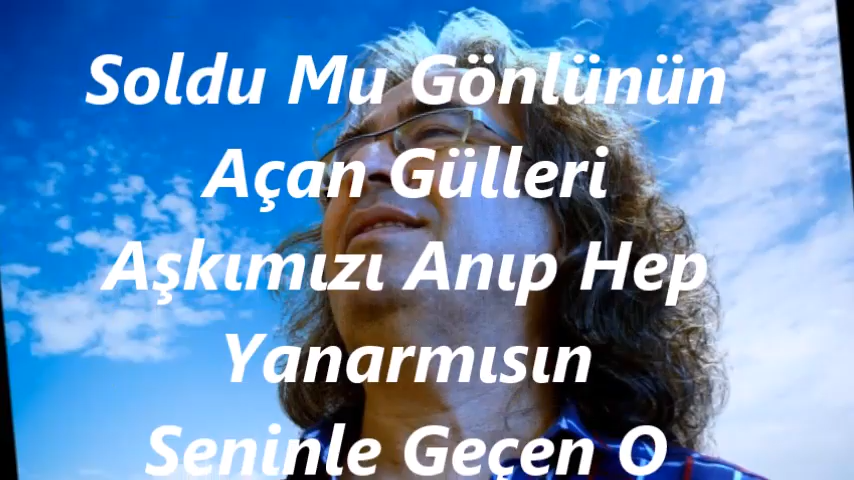 Soldu Mu Gönlünün
Açan Gülleri
Aşkımızı Anıp Hep
Yanarmısın
Seninle Geçen O